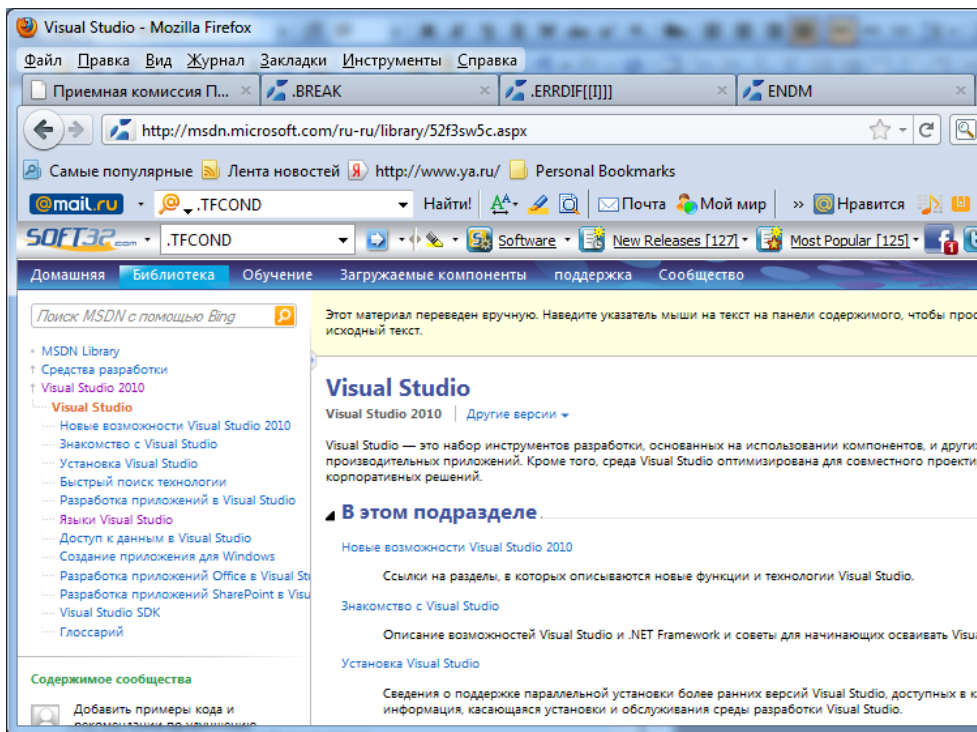 Visual Studio - Mozilla Firefox
Файл Правка Вид Журнал Закладки Инструменты Справка
Приемная комиссия П... .BREAK .ERRDIF[[I]]] ENDM
http://msdn.microsoft.com/ru-ru/library/52f3sw5c.aspx
Самые популярные Лента новостей http://www.ya.ru/ Personal Bookmarks
@mail.ru .TFCOND Найти! Почта Мой мир » Нравится
SOFT32.com .TFCOND Software New Releases [127] Most Popular [125]
Домашняя Библиотека Обучение Загружаемые компоненты поддержка Сообщество
Поиск MSDN с помощью Bing
MSDN Library
Средства разработки
Visual Studio 2010
Visual Studio
Новые возможности Visual Studio 2010
Знакомство с Visual Studio
Установка Visual Studio
Быстрый поиск технологии
Разработка приложений в Visual Studio
Языки Visual Studio
Доступ к данным в Visual Studio
Создание приложения для Windows
Разработка приложений Office в Visual Stu
Разработка приложений SharePoint в Visu
Visual Studio SDK
Глоссарий
Содержимое сообщества
Добавить примеры кода и
рекомендации по улучшению
Этот материал переведен вручную. Наведите указатель мыши на текст на панели содержимого, чтобы прос
исходный текст.
Visual Studio
Visual Studio 2010 Другие версии
Visual Studio — это набор инструментов разработки, основанных на использовании компонентов, и других
производительных приложений. Кроме того, среда Visual Studio оптимизирована для совместного проекти
корпоративных решений.
В этом подразделе
Новые возможности Visual Studio 2010
Ссылки на разделы, в которых описываются новые функции и технологии Visual Studio.
Знакомство с Visual Studio
Описание возможностей Visual Studio и .NET Framework и советы для начинающих осваивать Visua
Установка Visual Studio
Сведения о поддержке параллельной установки более ранних версий Visual Studio, доступных в к
информация, касающаяся установки и обслуживания среды разработки Visual Studio.